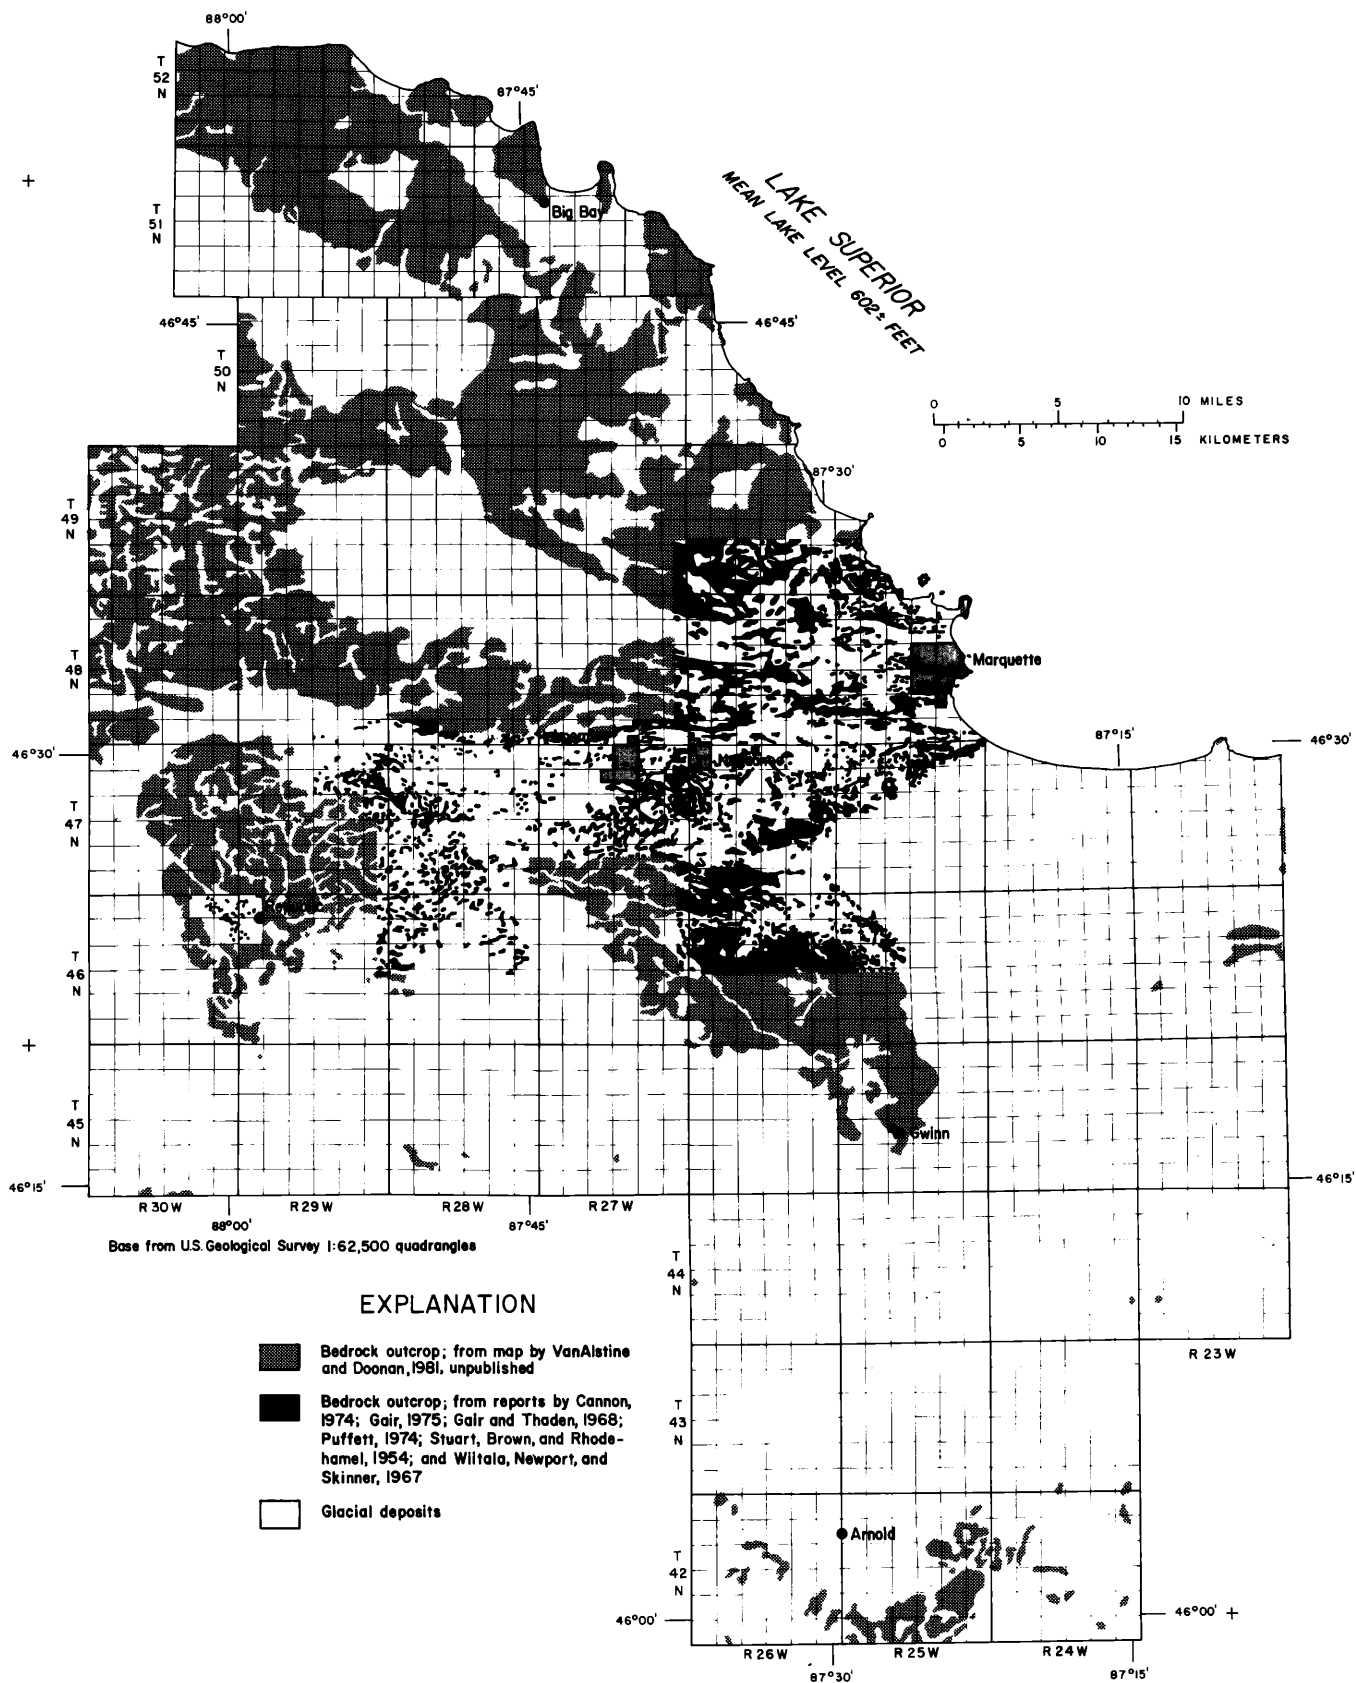 88°00'
T
52
N
87°45'
T
51
N
Big Bay
LAKE SUPERIOR
MEAN LAKE LEVEL 602± FEET
46°45'
46°45'
T
50
N
0 5 10 MILES
0 5 10 15 KILOMETERS
87°30'
T
49
N
T
48
N
Marquette
46°30'
87°15'
46°30'
T
47
N
T
46
N
T
45
N
Gwinn
46°15'
46°15'
R 30 W
R 29 W
R 28 W
R 27 W
88°00'
87°45'
Base from U.S. Geological Survey 1:62,500 quadrangles
T
44
N
EXPLANATION
Bedrock outcrop; from map by VanAlstine
and Doonan, 1981, unpublished
R 23 W
Bedrock outcrop; from reports by Cannon,
1974; Gair, 1975; Gair and Thaden, 1968;
Puffett, 1974; Stuart, Brown, and Rhode-
hamel, 1954; and Wiltala, Newport, and
Skinner, 1967
T
43
N
Glacial deposits
Arnold
T
42
N
46°00'
46°00'
R 26 W
R 25 W
R 24 W
87°30'
87°15'